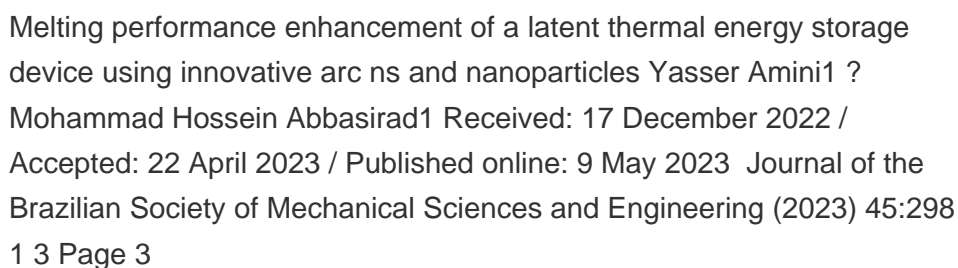 Melting performance enhancement of a latent thermal energy storage
device using innovative arc ns and nanoparticles Yasser Amini1 ?
Mohammad Hossein Abbasirad1 Received: 17 December 2022 /
Accepted: 22 April 2023 / Published online: 9 May 2023 Journal of the
Brazilian Society of Mechanical Sciences and Engineering (2023) 45:298
1 3 Page 3